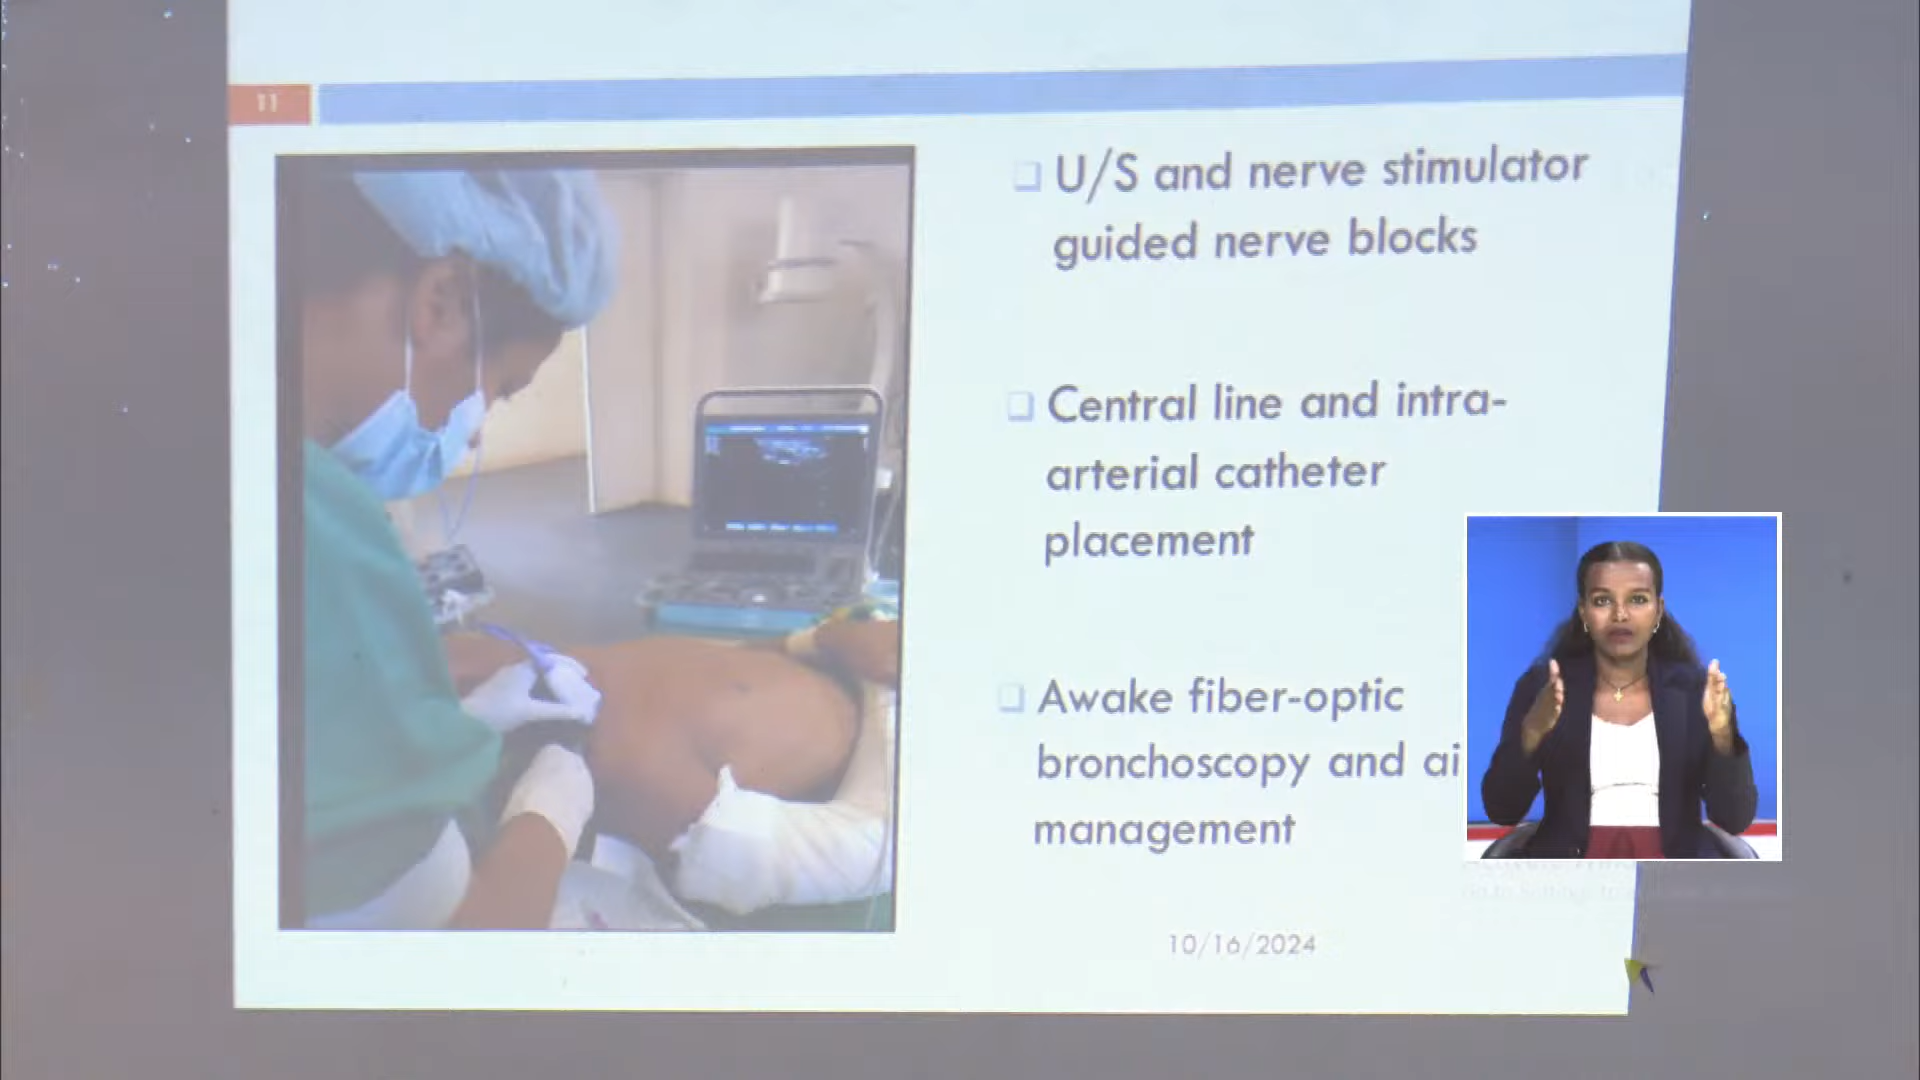 11
U/S and nerve stimulator
guided nerve blocks
Central line and intra-
arterial catheter
placement
Awake fiber-optic
bronchoscopy and ai
management
10/16/2024